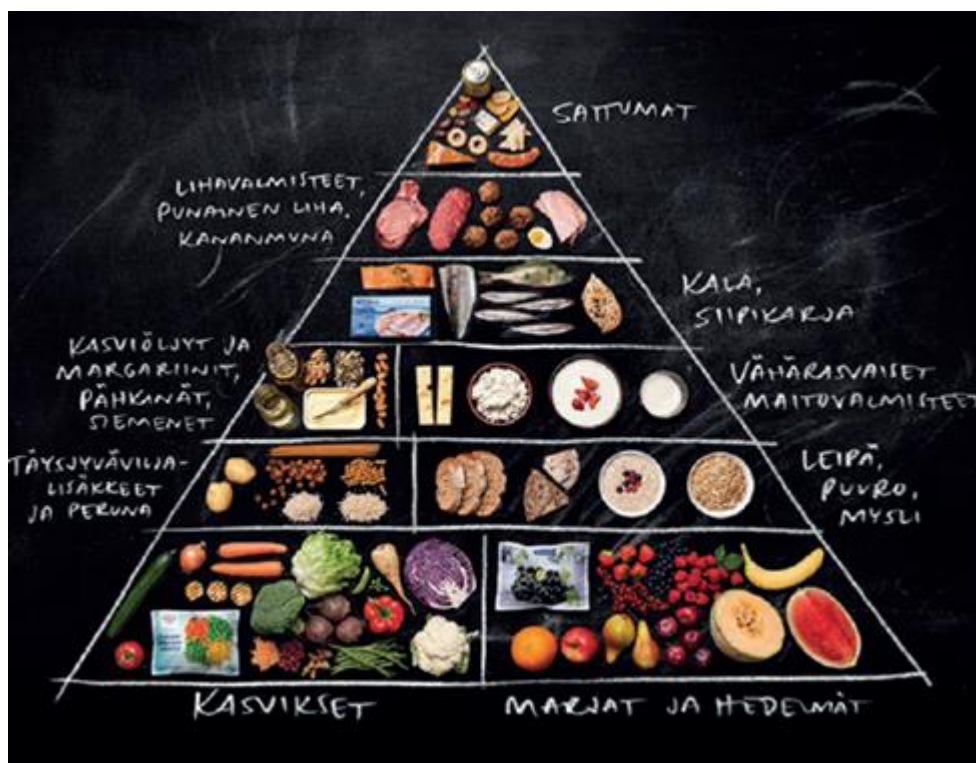 SATTUMAT
LIHAVALMISTEET,
PUNAINEN LIHA,
KANANMUNA
KALA,
SIIPIKARJA
KASVIÖLJYT JA
MARGARIINIT,
PÄHKINÄT,
SIEMENET
VÄHÄRASVAISET
MAITOVALMISTEET
TÄYSJYVÄVILJA-
LISÄKKEET
JA PERUNA
LEIPÄ,
PUURO,
MYSLI
KASVIKSET
MARJAT JA HEDELMÄT